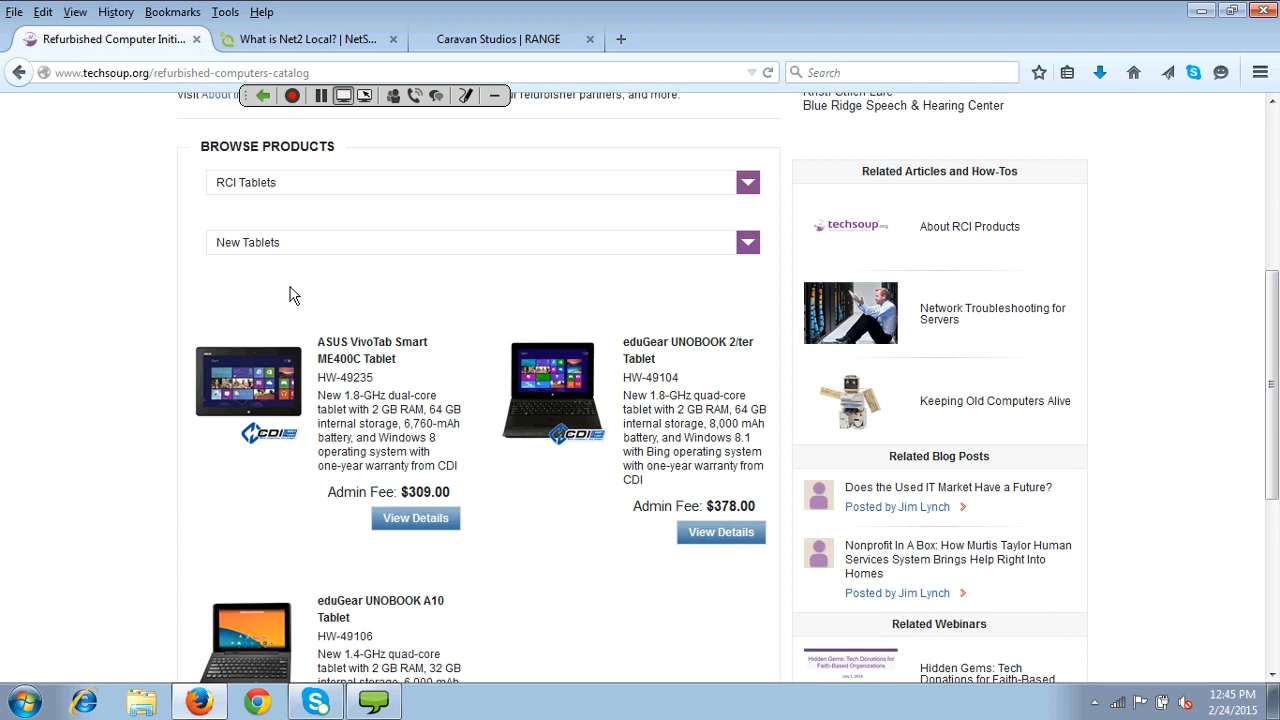 File Edit View History Bookmarks Tools Help
Refurbished Computer Initi... × What is Net2 Local? | NetS... × Caravan Studios | RANGE × +
www.techsoup.org/refurbished-computers-catalog
Search
refurbisher partners, and more.
Blue Ridge Speech & Hearing Center
BROWSE PRODUCTS
RCI Tablets
New Tablets
ASUS VivoTab Smart
ME400C Tablet
HW-49235
New 1.8-GHz dual-core
tablet with 2 GB RAM, 64 GB
internal storage, 6,760-mAh
battery, and Windows 8
operating system with
one-year warranty from CDI
Admin Fee: $309.00
View Details
CDI
eduGear UNOBOOK 2/ter
Tablet
HW-49104
New 1.8-GHz quad-core
tablet with 2 GB RAM, 64 GB
internal storage, 8,000 mAh
battery, and Windows 8.1
with Bing operating system
with one-year warranty from
CDI
Admin Fee: $378.00
View Details
CDI
eduGear UNOBOOK A10
Tablet
HW-49106
New 1.4-GHz quad-core
tablet with 2 GB RAM, 32 GB
Related Articles and How-Tos
techsoup.org
About RCI Products
Network Troubleshooting for
Servers
Keeping Old Computers Alive
Related Blog Posts
Does the Used IT Market Have a Future?
Posted by Jim Lynch
Nonprofit In A Box: How Murtis Taylor Human
Services System Brings Help Right Into
Homes
Posted by Jim Lynch
Related Webinars
Hidden Gems: Tech Donations for
Faith-Based Organizations
July 1, 2014
Hidden Gems: Tech
Donations for Faith-Based
12:45 PM
2/24/2015